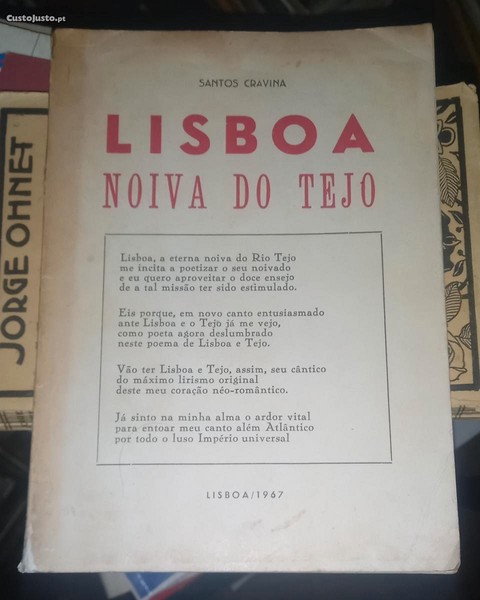 CustoJusto.pt
SANTOS CRAVINA
LISBOA
NOIVA DO TEJO
Lisboa, a eterna noiva do Rio Tejo
me incita a poetizar o seu noivado
e eu quero aproveitar o doce ensejo
de a tal missão ter sido estimulado.
Eis porque, em novo canto entusiasmado
ante Lisboa e o Tejo já me vejo,
como poeta agora deslumbrado
neste poema de Lisboa e Tejo.
Vão ter Lisboa e Tejo, assim, seu cântico
do máximo lirismo original
deste meu coração néo-romântico.
Já sinto na minha alma o ardor vital
para entoar meu canto além Atlântico
por todo o luso Império universal
LISBOA/1967
JORGE OHNET